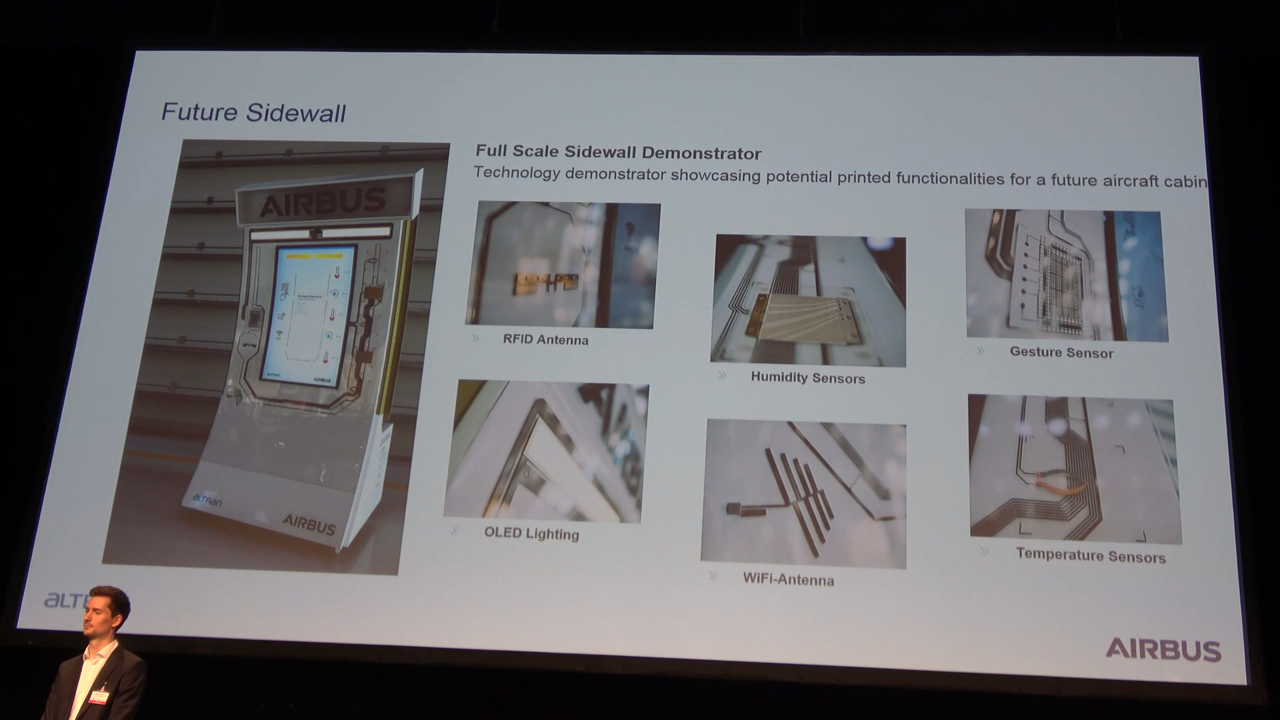 Future Sidewall
Full Scale Sidewall Demonstrator
Technology demonstrator showcasing potential printed functionalities for a future aircraft cabin
AIRBUS
AIRBUS
altran
AIRBUS
RFID Antenna
Humidity Sensors
Gesture Sensor
OLED Lighting
WiFi-Antenna
Temperature Sensors
AIRBUS